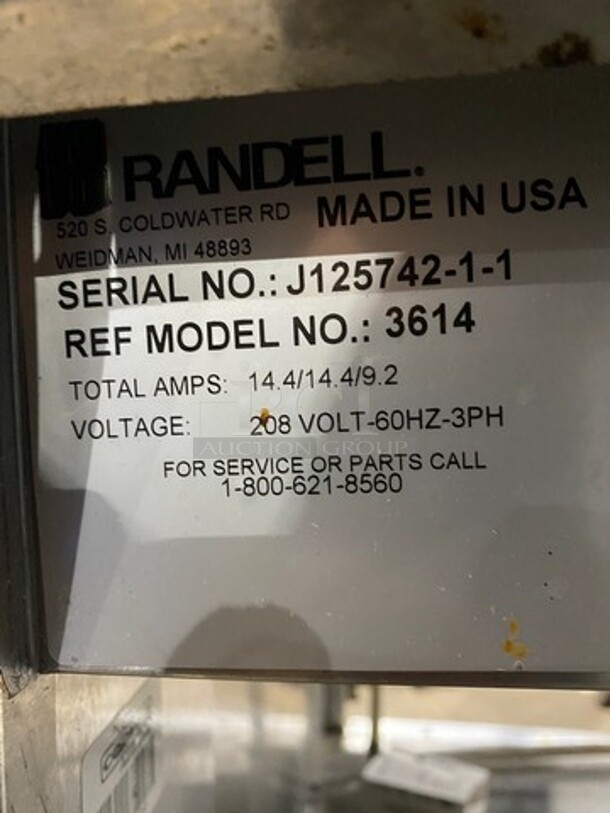 RANDELL.
520 S. COLDWATER RD MADE IN USA
WEIDMAN, MI 48893
SERIAL NO.: J125742-1-1
REF MODEL NO.: 3614
TOTAL AMPS: 14.4/14.4/9.2
VOLTAGE: 208 VOLT-60HZ-3PH
AUCTION GROUP
FOR SERVICE OR PARTS CALL
1-800-621-8560